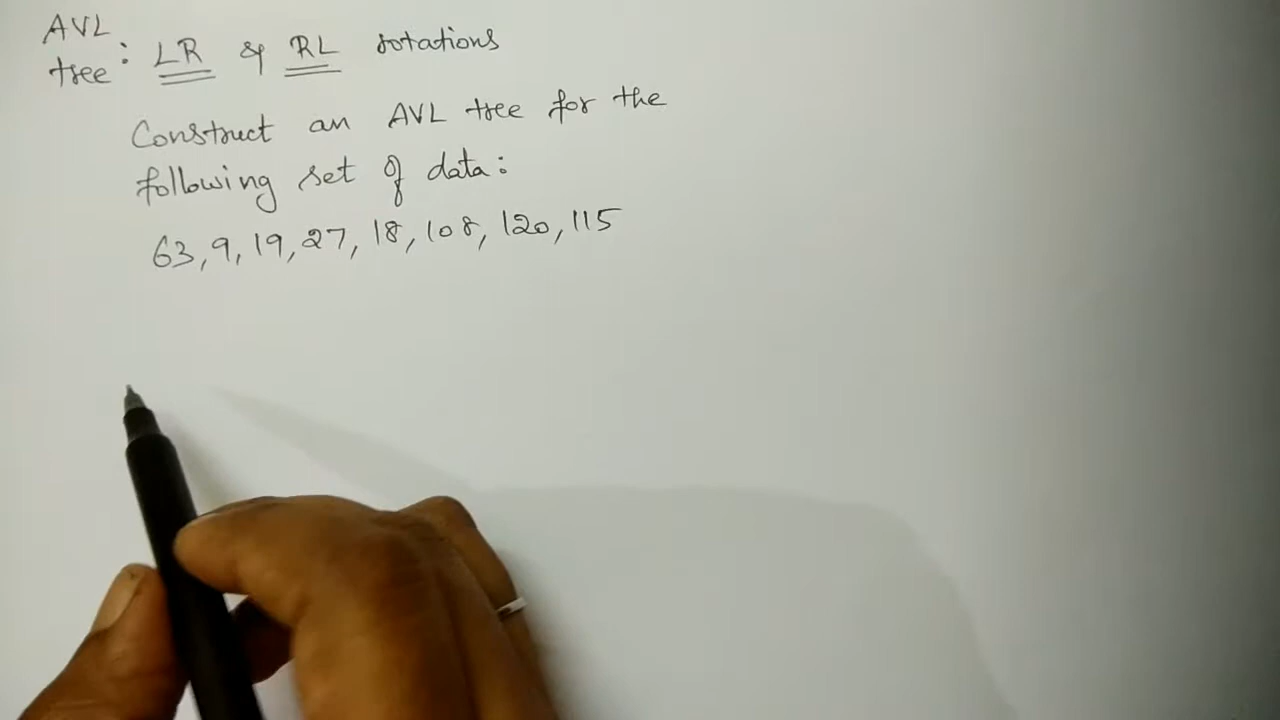 AVL
tree: LR & RL rotations
Construct an AVL tree for the
following set of data:
63, 9, 19, 27, 18, 108, 120, 115